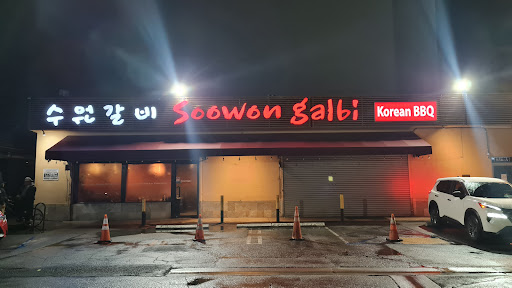 수원갈비 Soowon galbi Korean BBQ